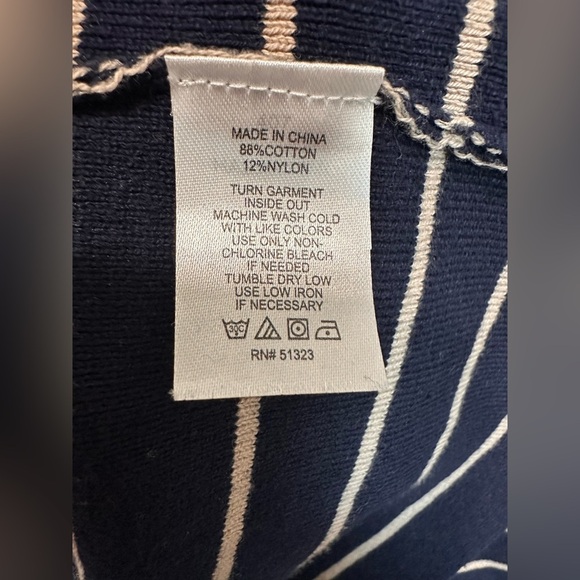 MADE IN CHINA
88%COTTON
12%NYLON
TURN GARMENT
INSIDE OUT
MACHINE WASH COLD
WITH LIKE COLORS
USE ONLY NON-
CHLORINE BLEACH
IF NEEDED
TUMBLE DRY LOW
USE LOW IRON
IF NECESSARY
30C
RN# 51323